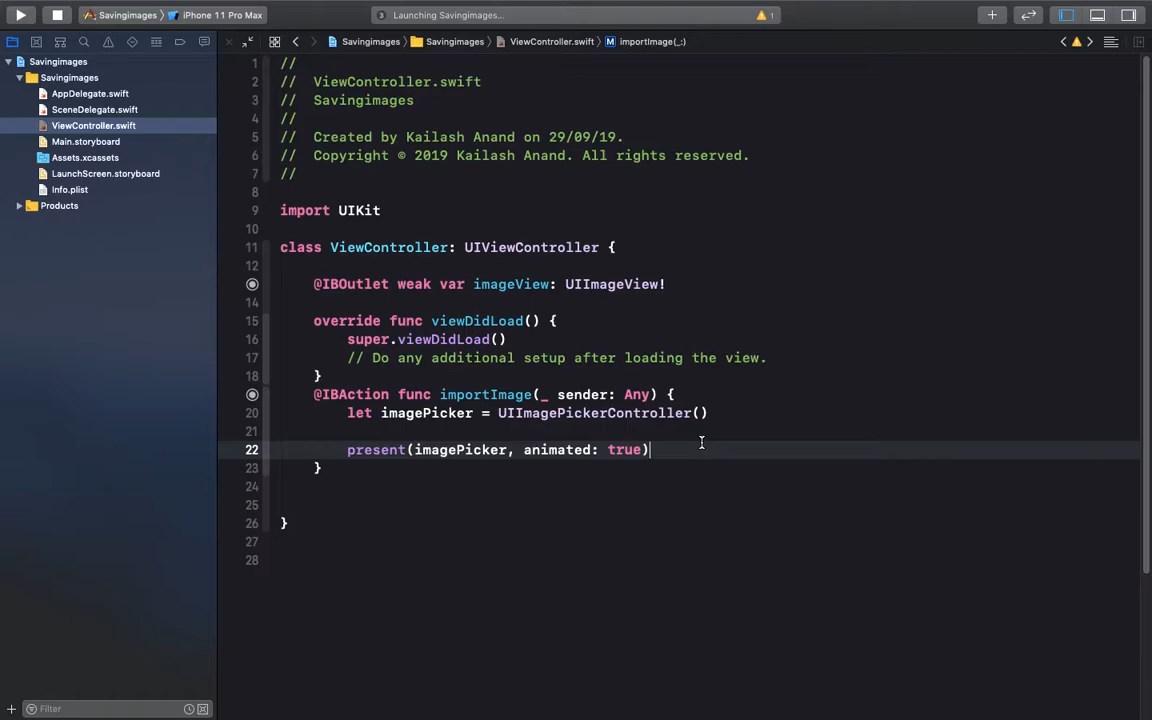 Savingimages
iPhone 11 Pro Max
3
Launching Savingimages...
1
Savingimages
Savingimages
ViewController.swift
M
importImage(_:)
Savingimages
Savingimages
AppDelegate.swift
SceneDelegate.swift
ViewController.swift
Main.storyboard
Assets.xcassets
LaunchScreen.storyboard
Info.plist
Products
Filter
1 //
2 //  ViewController.swift
3 //  Savingimages
4 //
5 //  Created by Kailash Anand on 29/09/19.
6 //  Copyright © 2019 Kailash Anand. All rights reserved.
7 //
8
9 import UIKit
10
11 class ViewController: UIViewController {
12
@IBOutlet weak var imageView: UIImageView!
14
15 override func viewDidLoad() {
16 super.viewDidLoad()
17 // Do any additional setup after loading the view.
18 }
@IBAction func importImage(_ sender: Any) {
20 let imagePicker = UIImagePickerController()
21
22 present(imagePicker, animated: true)
23 }
24
25
26 }
27
28